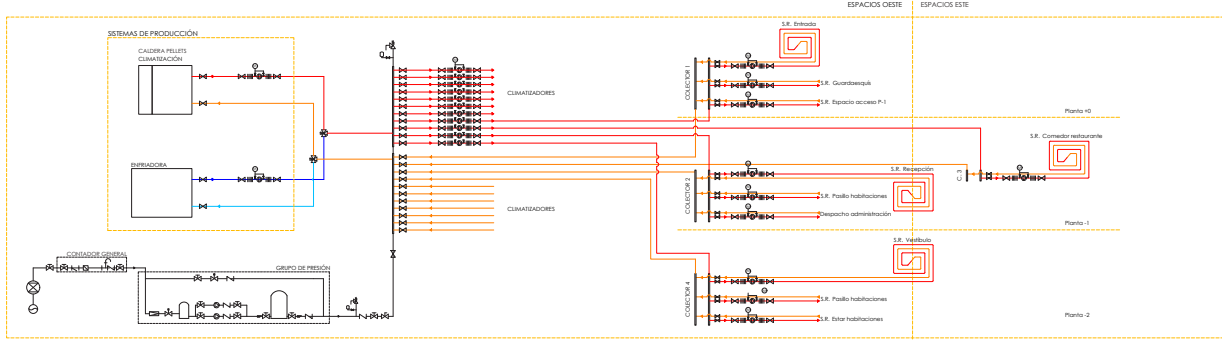 ESPACIOS OESTE
ESPACIOS ESTE
SISTEMAS DE PRODUCCIÓN
CALDERA PELLETS
CLIMATIZACIÓN
ENFRIADORA
CONTADOR GENERAL
GRUPO DE PRESIÓN
CLIMATIZADORES
CLIMATIZADORES
COLECTOR 1
S.R. Entrada
S.R. Guardaesquís
S.R. Espacio acceso P-1
Planta +0
S.R. Comedor restaurante
C. 3
COLECTOR 2
S.R. Recepción
S.R. Pasillo habitaciones
Despacho administración
Planta -1
COLECTOR 4
S.R. Vestíbulo
S.R. Pasillo habitaciones
S.R. Estar habitaciones
Planta -2